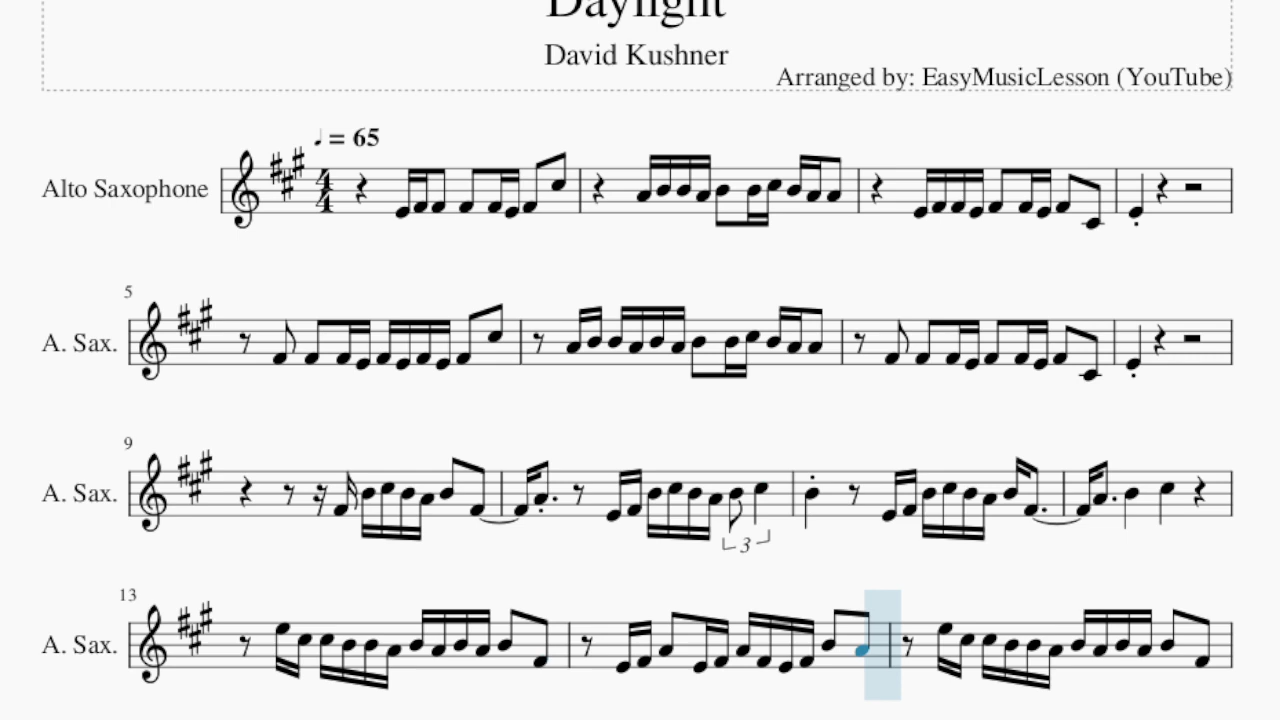 Daylight
David Kushner
Arranged by: EasyMusicLesson (YouTube)
♩ = 65
Alto Saxophone
4
4
5
A. Sax.
9
A. Sax.
3
13
A. Sax.